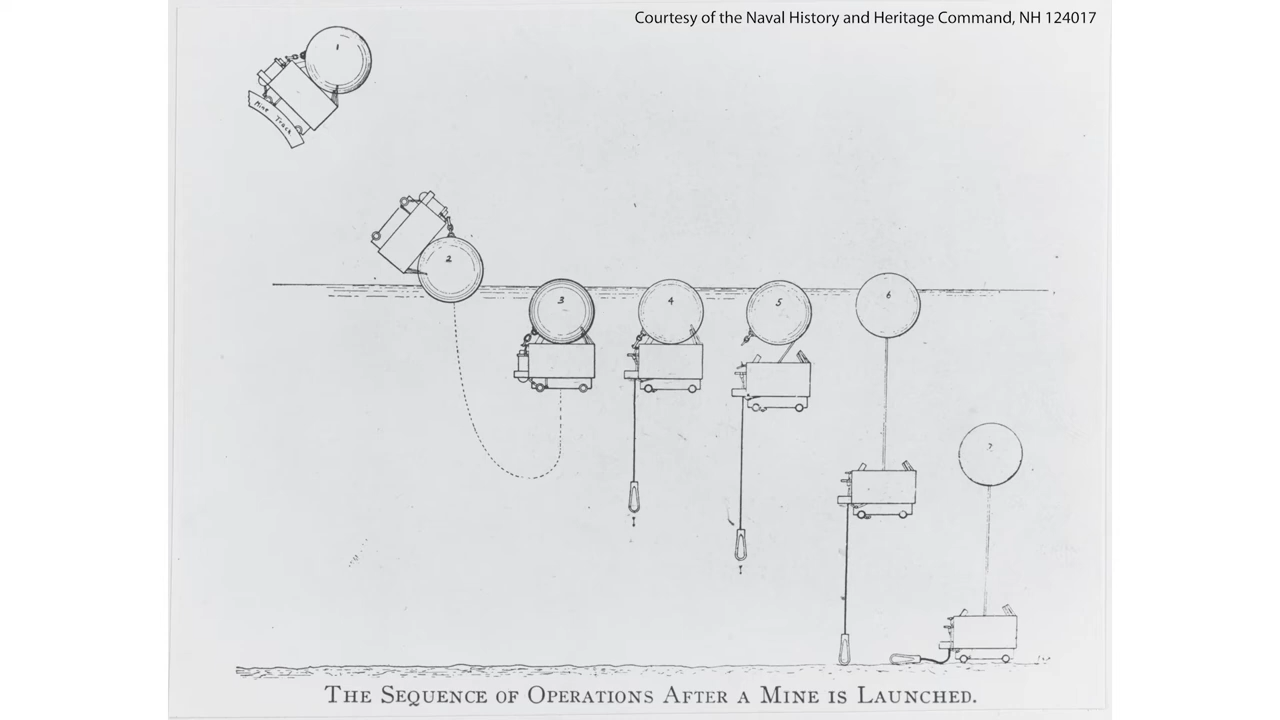 Courtesy of the Naval History and Heritage Command, NH 124017
1
Mine Track
2
3
4
5
6
7
THE SEQUENCE OF OPERATIONS AFTER A MINE IS LAUNCHED.